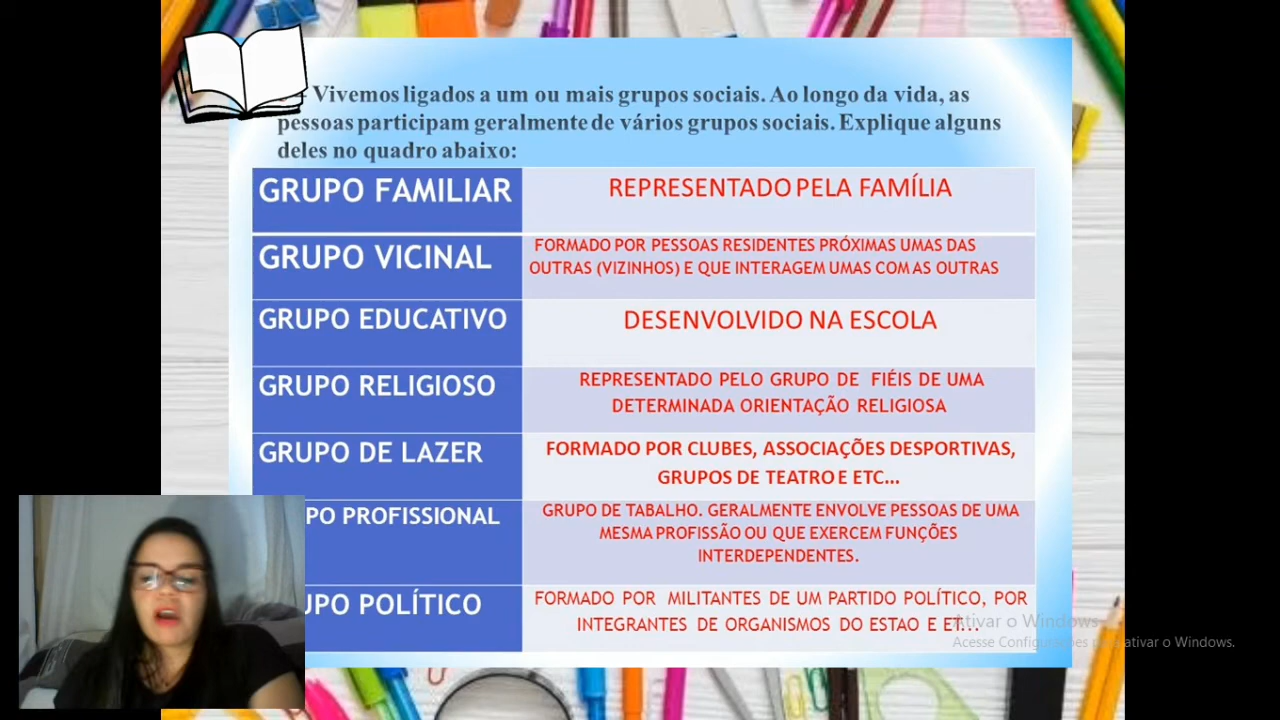 – Vivemos ligados a um ou mais grupos sociais. Ao longo da vida, as
pessoas participam geralmente de vários grupos sociais. Explique alguns
deles no quadro abaixo:
GRUPO FAMILIAR
REPRESENTADO PELA FAMÍLIA
GRUPO VICINAL
FORMADO POR PESSOAS RESIDENTES PRÓXIMAS UMAS DAS
OUTRAS (VIZINHOS) E QUE INTERAGEM UMAS COM AS OUTRAS
GRUPO EDUCATIVO
DESENVOLVIDO NA ESCOLA
GRUPO RELIGIOSO
REPRESENTADO PELO GRUPO DE FIÉIS DE UMA
DETERMINADA ORIENTAÇÃO RELIGIOSA
GRUPO DE LAZER
FORMADO POR CLUBES, ASSOCIAÇÕES DESPORTIVAS,
GRUPOS DE TEATRO E ETC...
PO PROFISSIONAL
GRUPO DE TABALHO. GERALMENTE ENVOLVE PESSOAS DE UMA
MESMA PROFISSÃO OU QUE EXERCEM FUNÇÕES
INTERDEPENDENTES.
UPO POLÍTICO
FORMADO POR MILITANTES DE UM PARTIDO POLÍTICO, POR
INTEGRANTES DE ORGANISMOS DO ESTAO E ET...
Ativar o Windows
Acesse Configurações para ativar o Windows.